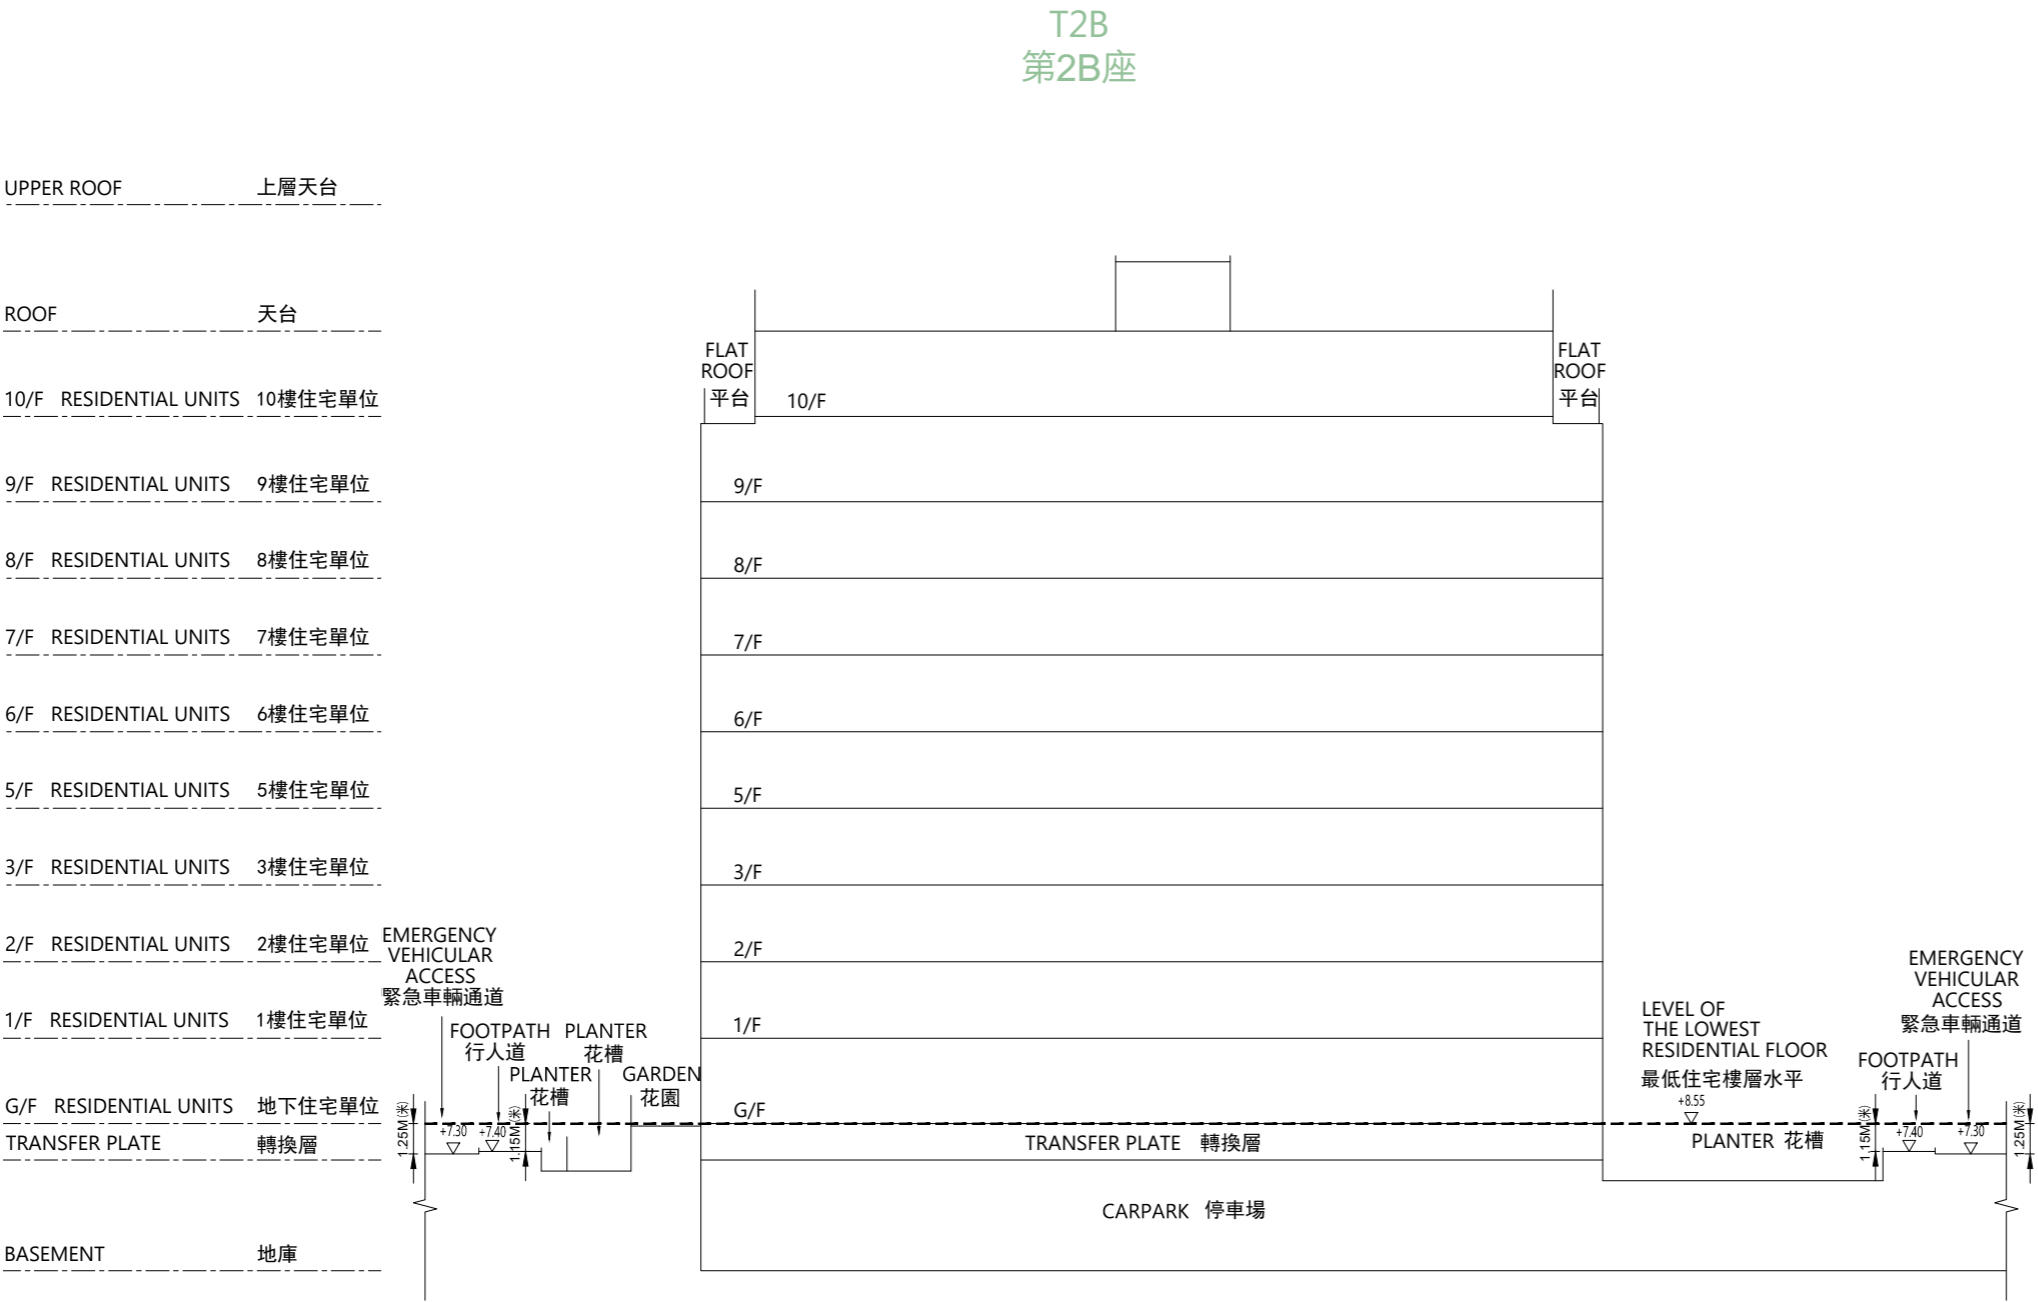 T2B
第2B座
UPPER ROOF 上層天台
ROOF 天台
FLAT
ROOF
平台
FLAT
ROOF
平台
10/F RESIDENTIAL UNITS 10樓住宅單位
10/F
9/F RESIDENTIAL UNITS 9樓住宅單位
9/F
8/F RESIDENTIAL UNITS 8樓住宅單位
8/F
7/F RESIDENTIAL UNITS 7樓住宅單位
7/F
6/F RESIDENTIAL UNITS 6樓住宅單位
6/F
5/F RESIDENTIAL UNITS 5樓住宅單位
5/F
3/F RESIDENTIAL UNITS 3樓住宅單位
3/F
2/F RESIDENTIAL UNITS 2樓住宅單位
2/F
EMERGENCY
VEHICULAR
ACCESS
緊急車輛通道
EMERGENCY
VEHICULAR
ACCESS
緊急車輛通道
1/F RESIDENTIAL UNITS 1樓住宅單位
1/F
FOOTPATH
行人道
PLANTER
花槽
PLANTER
花槽
GARDEN
花園
LEVEL OF
THE LOWEST
RESIDENTIAL FLOOR
最低住宅樓層水平
+8.55
FOOTPATH
行人道
G/F RESIDENTIAL UNITS 地下住宅單位
G/F
1.25M(米)
+7.30
+7.40
1.15M(米)
1.15M(米)
+7.40
+7.30
1.25M(米)
TRANSFER PLATE 轉換層
TRANSFER PLATE 轉換層
PLANTER 花槽
CARPARK 停車場
BASEMENT 地庫